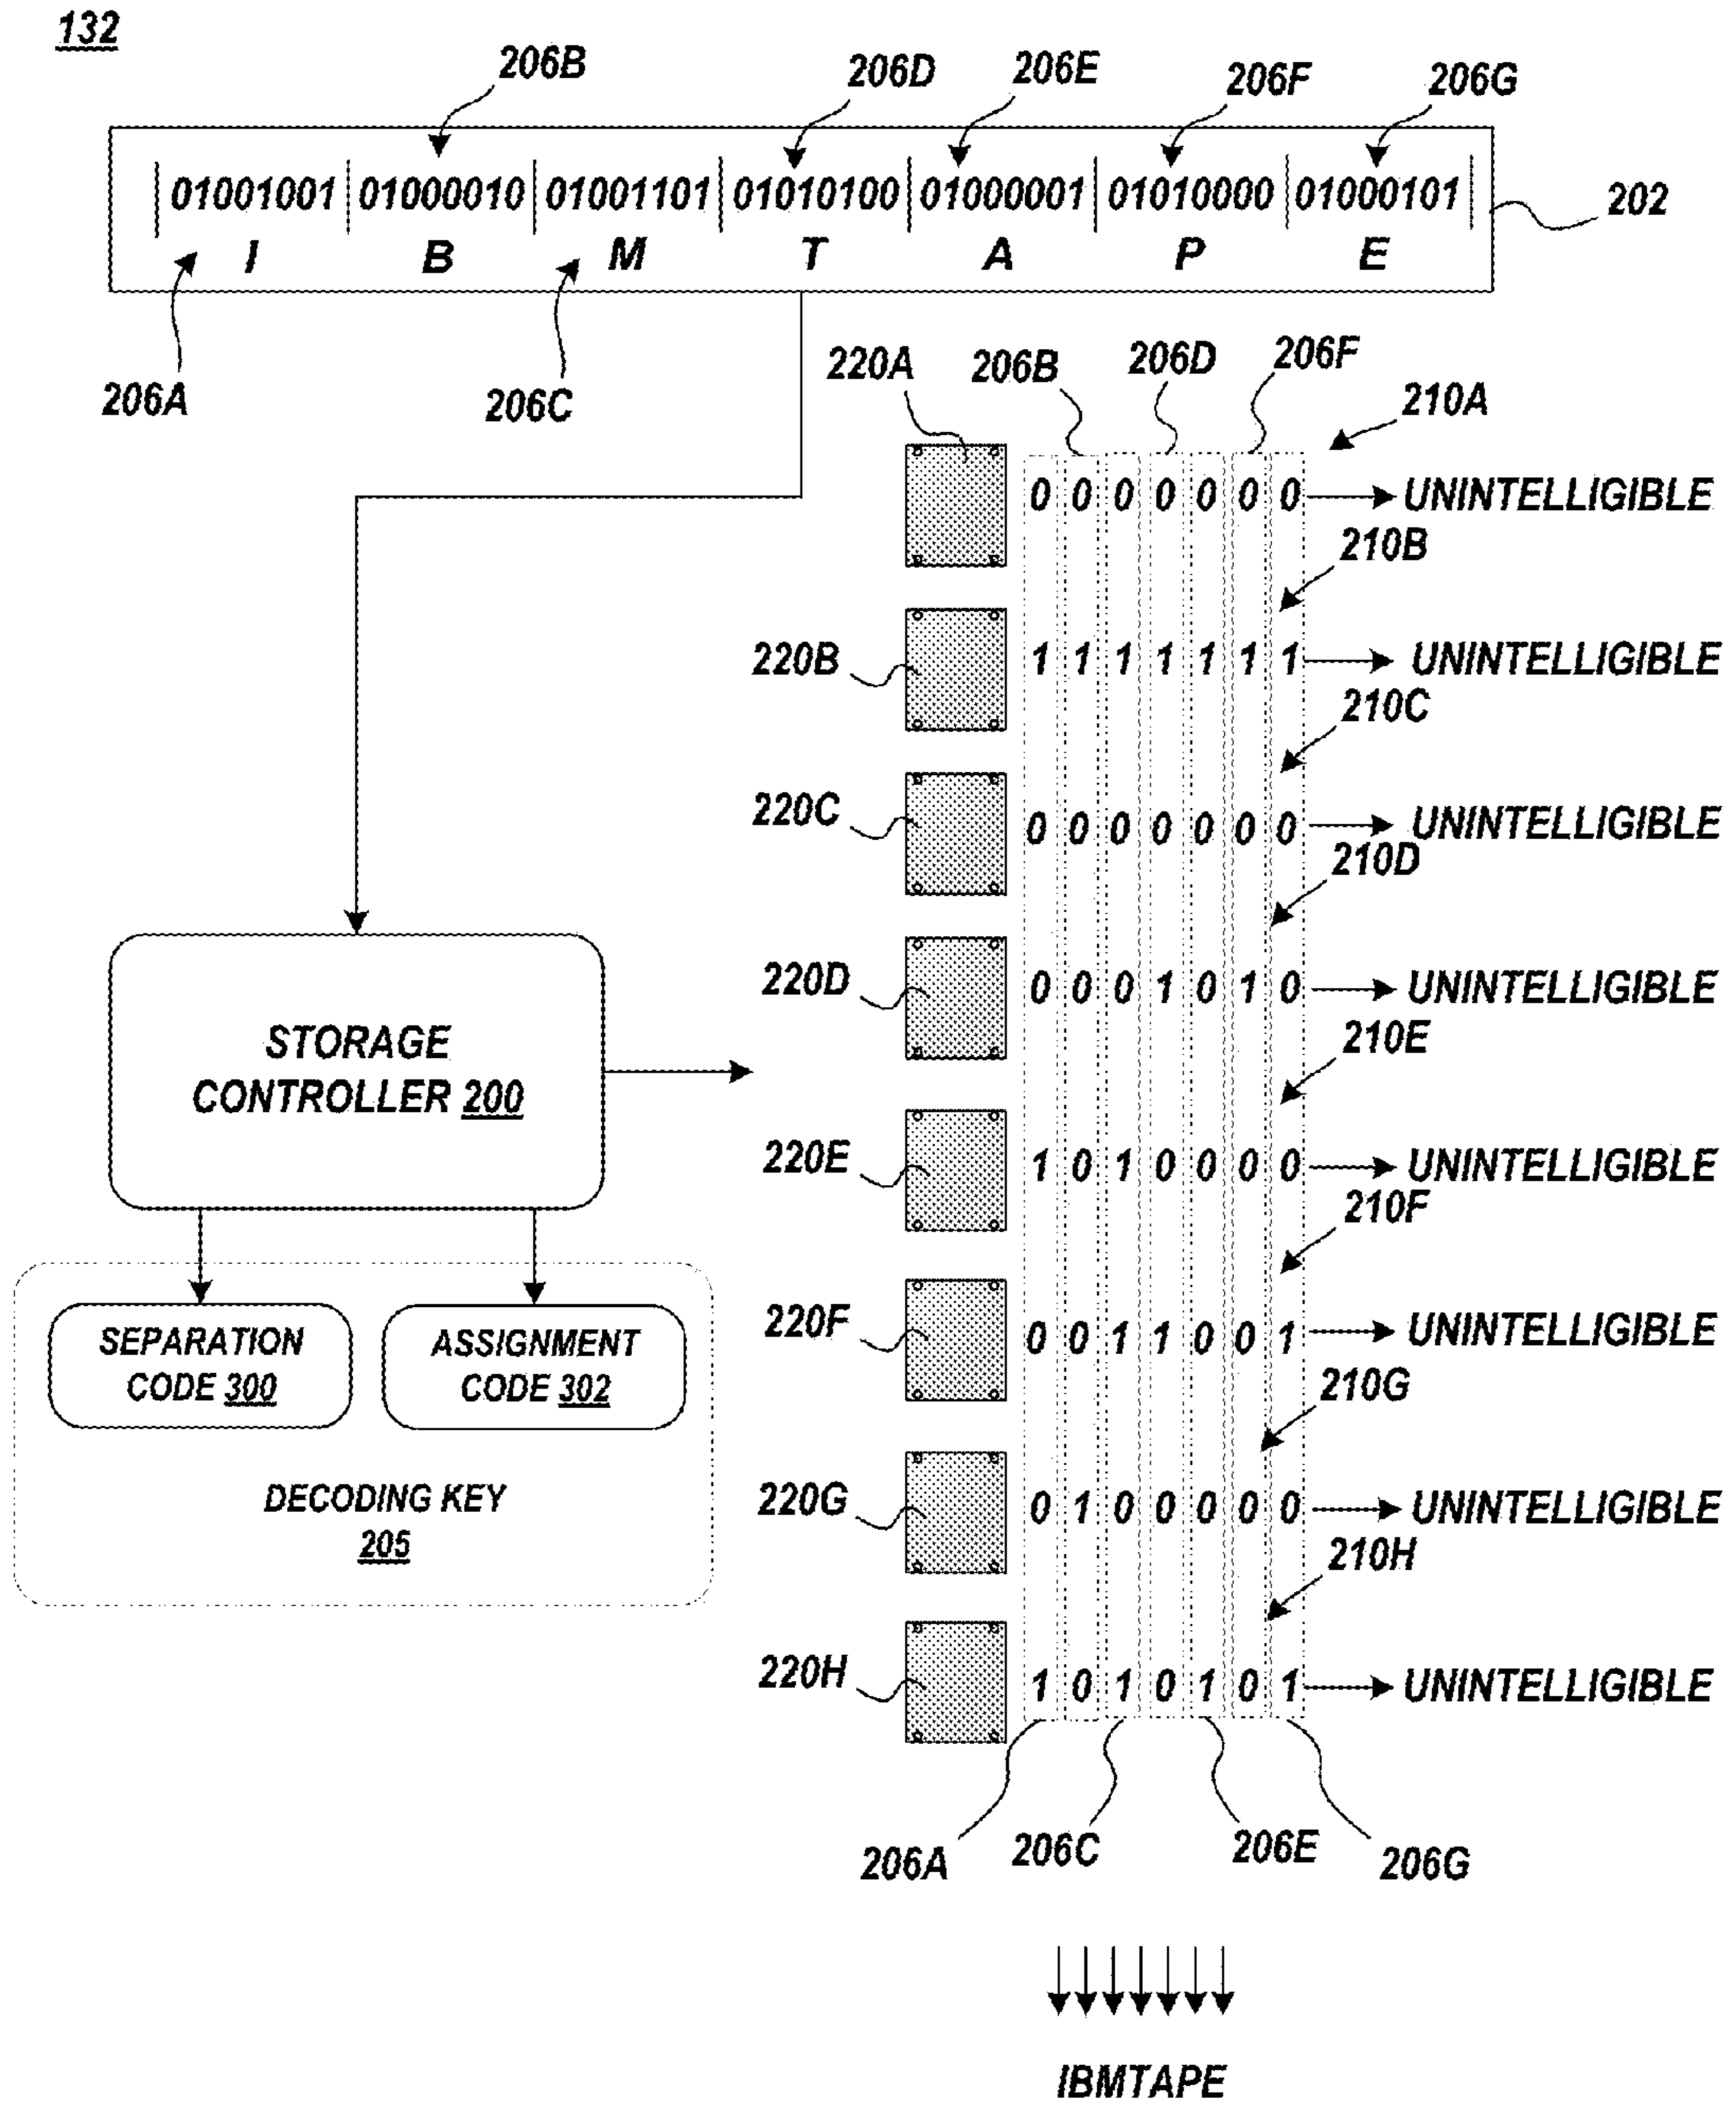 132
206B 206D 206E 206F 206G
01001001 01000010 01001101 01010100 01000001 01010000 01000101
I B M T A P E
202
206A 206C
220A 206B 206D 206F
210A
0 0 0 0 0 0 0 UNINTELLIGIBLE
210B
220B 1 1 1 1 1 1 1 UNINTELLIGIBLE
210C
220C 0 0 0 0 0 0 0 UNINTELLIGIBLE
210D
220D 0 0 0 1 0 1 0 UNINTELLIGIBLE
210E
STORAGE
CONTROLLER 200
220E 1 0 1 0 0 0 0 UNINTELLIGIBLE
210F
220F 0 0 1 1 0 0 1 UNINTELLIGIBLE
210G
SEPARATION
CODE 300
ASSIGNMENT
CODE 302
DECODING KEY
205
220G 0 1 0 0 0 0 0 UNINTELLIGIBLE
210H
220H 1 0 1 0 1 0 1 UNINTELLIGIBLE
206A 206C 206E 206G
IBMTAPE